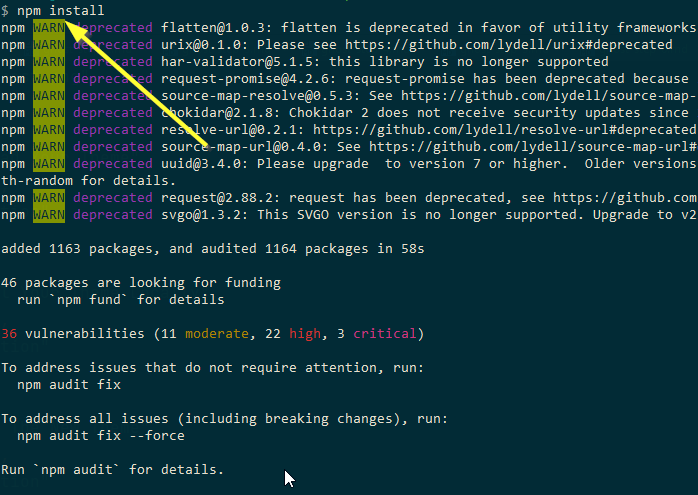 $ npm install
npm WARN deprecated flatten@1.0.3: flatten is deprecated in favor of utility frameworks
npm WARN deprecated urix@0.1.0: Please see https://github.com/lydell/urix#deprecated
npm WARN deprecated har-validator@5.1.5: this library is no longer supported
npm WARN deprecated request-promise@4.2.6: request-promise has been deprecated because
npm WARN deprecated source-map-resolve@0.5.3: See https://github.com/lydell/source-map-
npm WARN deprecated chokidar@2.1.8: Chokidar 2 does not receive security updates since
npm WARN deprecated resolve-url@0.2.1: https://github.com/lydell/resolve-url#deprecated
npm WARN deprecated source-map-url@0.4.0: See https://github.com/lydell/source-map-url#
npm WARN deprecated uuid@3.4.0: Please upgrade  to version 7 or higher.  Older versions
th-random for details.
npm WARN deprecated request@2.88.2: request has been deprecated, see https://github.com
npm WARN deprecated svgo@1.3.2: This SVGO version is no longer supported. Upgrade to v2
added 1163 packages, and audited 1164 packages in 58s
46 packages are looking for funding
  run `npm fund` for details
36 vulnerabilities (11 moderate, 22 high, 3 critical)
To address issues that do not require attention, run:
  npm audit fix
To address all issues (including breaking changes), run:
  npm audit fix --force
Run `npm audit` for details.